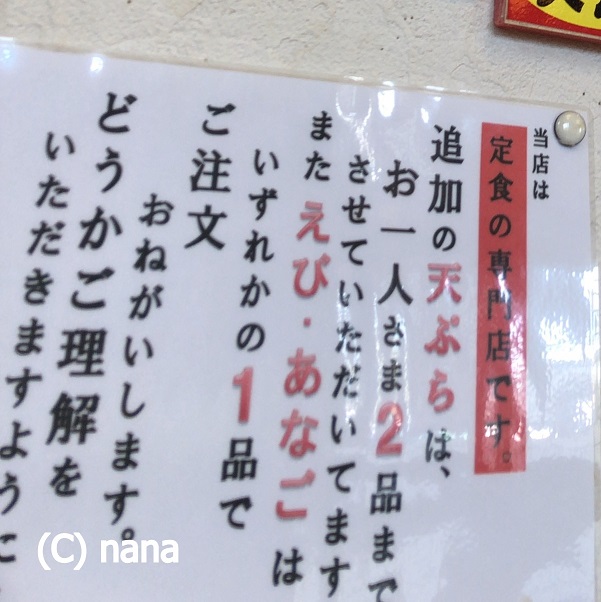 当店は
定食の専門店です。
追加の天ぷらは、
お一人さま2品まで
させていただいてます
また えび・あなごは
いずれかの1品で
ご注文
おねがいします。
どうかご理解を
いただきますように
(C) nana